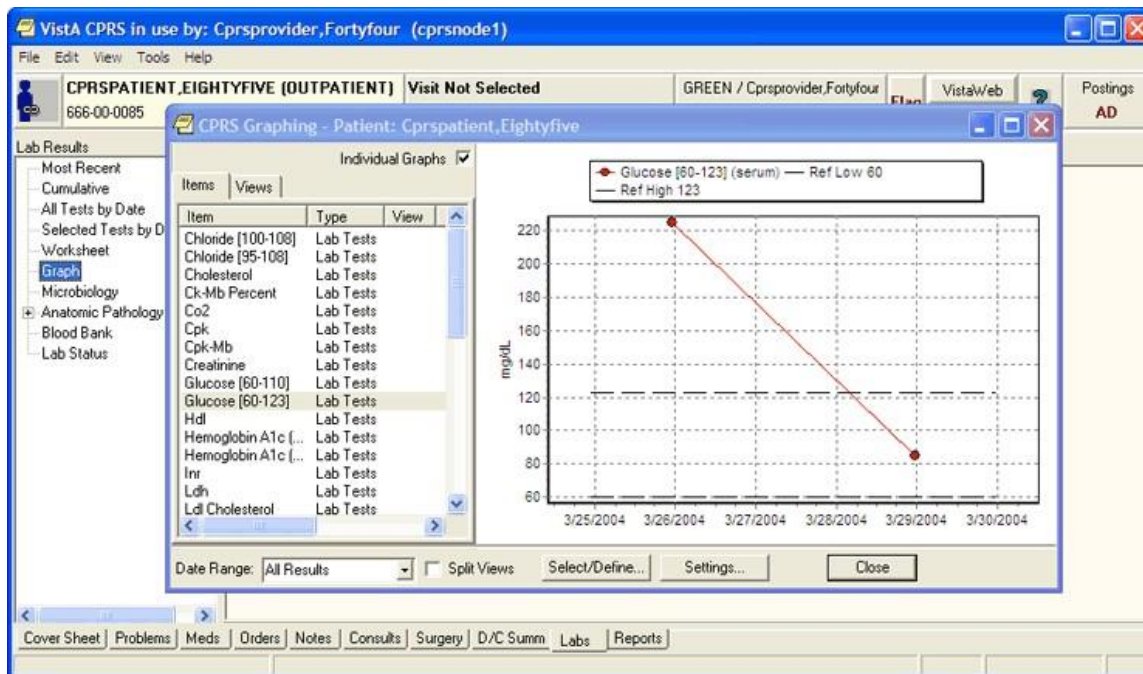 VistA CPRS in use by: Cprsprovider,Fortyfour (cprsnode1)
File Edit View Tools Help
CPRSPATIENT,EIGHTYFIVE (OUTPATIENT) Visit Not Selected GREEN / Cprsprovider,Fortyfour Flag VistaWeb ? Postings
666-00-0085 AD
CPRS Graphing - Patient: Cprspatient,Eightyfive
Lab Results
Most Recent
Cumulative
All Tests by Date
Selected Tests by D
Worksheet
Graph
Microbiology
Anatomic Pathology
Blood Bank
Lab Status
Individual Graphs
Items Views
Item Type View
Chloride [100-108] Lab Tests
Chloride [95-108] Lab Tests
Cholesterol Lab Tests
Ck-Mb Percent Lab Tests
Co2 Lab Tests
Cpk Lab Tests
Cpk-Mb Lab Tests
Creatinine Lab Tests
Glucose [60-110] Lab Tests
Glucose [60-123] Lab Tests
Hdl Lab Tests
Hemoglobin A1c (... Lab Tests
Hemoglobin A1c (... Lab Tests
Inr Lab Tests
Ldh Lab Tests
Ldl Cholesterol Lab Tests
Glucose [60-123] (serum) Ref Low 60
Ref High 123
mg/dL
220
200
180
160
140
120
100
80
60
3/25/2004 3/26/2004 3/27/2004 3/28/2004 3/29/2004 3/30/2004
Date Range: All Results Split Views Select/Define... Settings... Close
Cover Sheet Problems Meds Orders Notes Consults Surgery D/C Summ Labs Reports